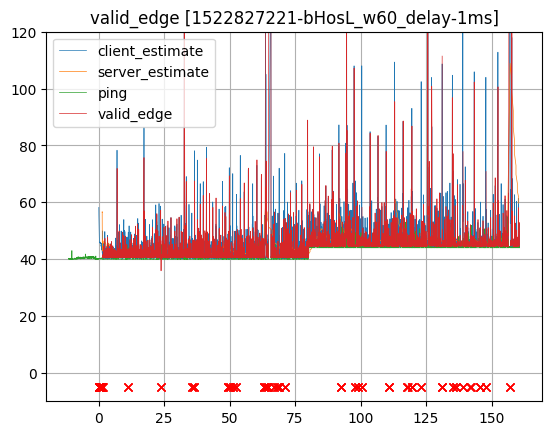 valid_edge [1522827221-bHosL_w60_delay-1ms]
client_estimate
server_estimate
ping
valid_edge
120
100
80
60
40
20
0
0
25
50
75
100
125
150